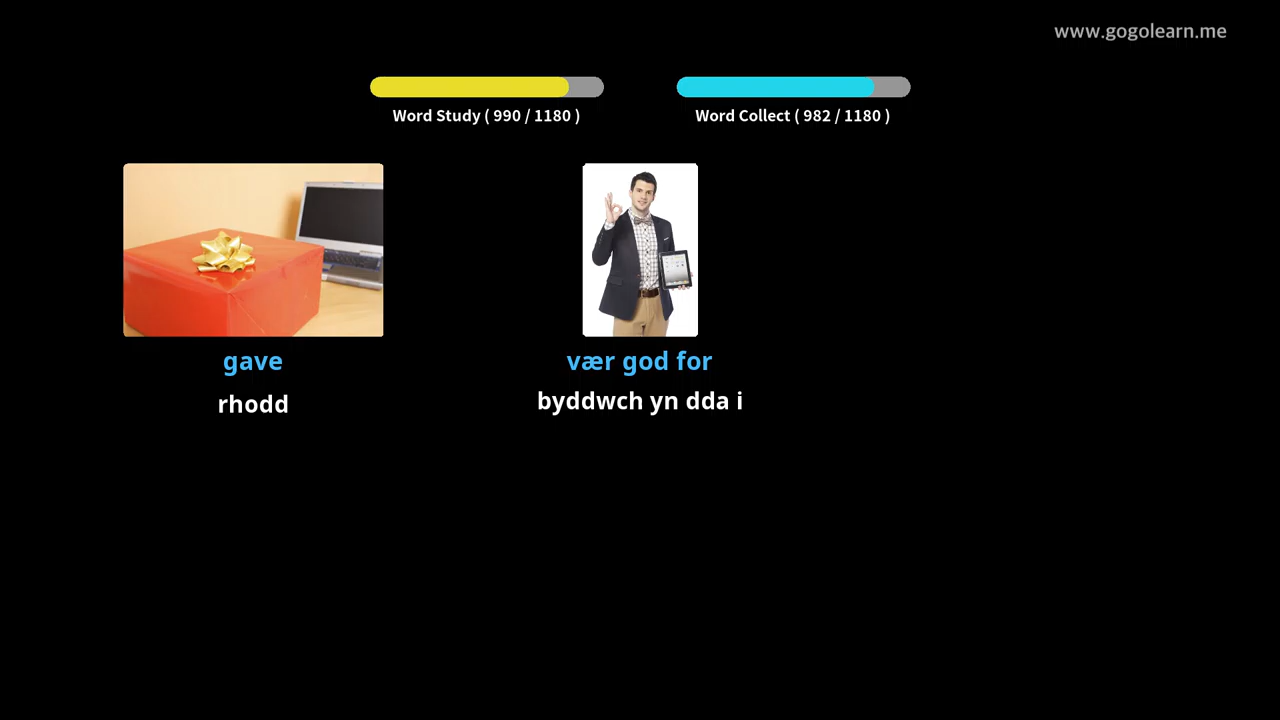 www.gogolearn.me
Word Study ( 990 / 1180 )
Word Collect ( 982 / 1180 )
gave
rhodd
vær god for
byddwch yn dda i